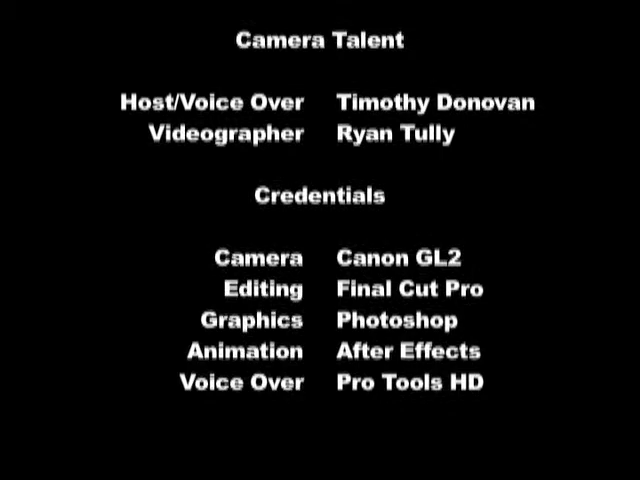 Camera Talent
Host/Voice Over Timothy Donovan
Videographer Ryan Tully
Credentials
Camera Canon GL2
Editing Final Cut Pro
Graphics Photoshop
Animation After Effects
Voice Over Pro Tools HD